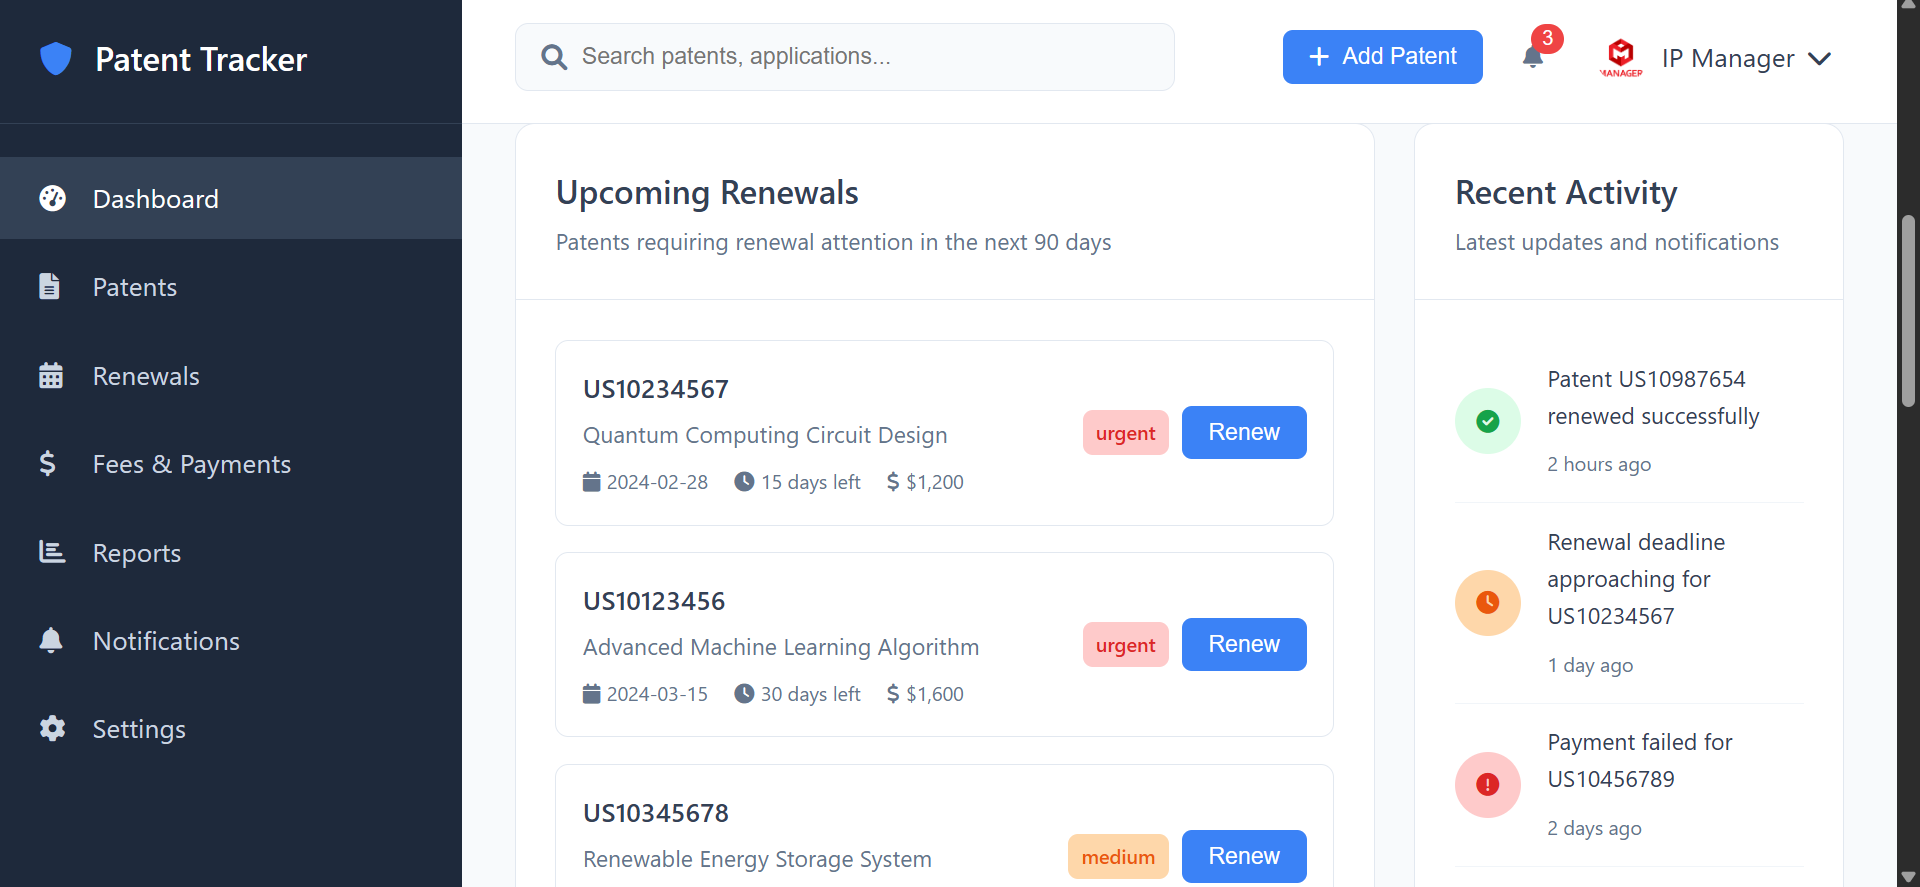 Patent Tracker
Dashboard
Patents
Renewals
Fees & Payments
Reports
Notifications
Settings
Search patents, applications...
Add Patent
3
MANAGER
IP Manager
Upcoming Renewals
Patents requiring renewal attention in the next 90 days
US10234567
Quantum Computing Circuit Design
2024-02-28 15 days left $1,200
urgent
Renew
US10123456
Advanced Machine Learning Algorithm
2024-03-15 30 days left $1,600
urgent
Renew
US10345678
Renewable Energy Storage System
medium
Renew
Recent Activity
Latest updates and notifications
Patent US10987654
renewed successfully
2 hours ago
Renewal deadline
approaching for
US10234567
1 day ago
Payment failed for
US10456789
2 days ago